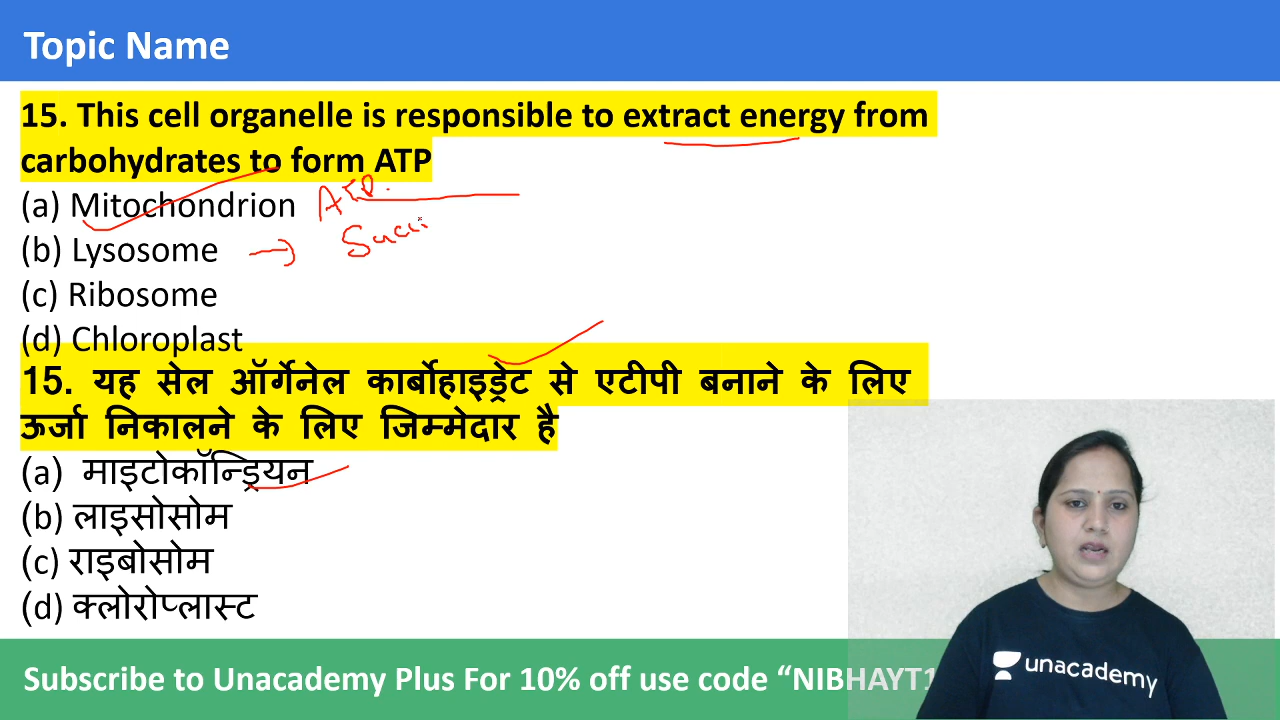 Topic Name
15. This cell organelle is responsible to extract energy from
carbohydrates to form ATP
(a) Mitochondrion ATP.
(b) Lysosome → Suci
(c) Ribosome
(d) Chloroplast
15. यह सेल ऑर्गेनेल कार्बोहाइड्रेट से एटीपी बनाने के लिए
ऊर्जा निकालने के लिए जिम्मेदार है
(a) माइटोकॉन्ड्रियन
(b) लाइसोसोम
(c) राइबोसोम
(d) क्लोरोप्लास्ट
unacademy
Subscribe to Unacademy Plus For 10% off use code “NIBHAYT1